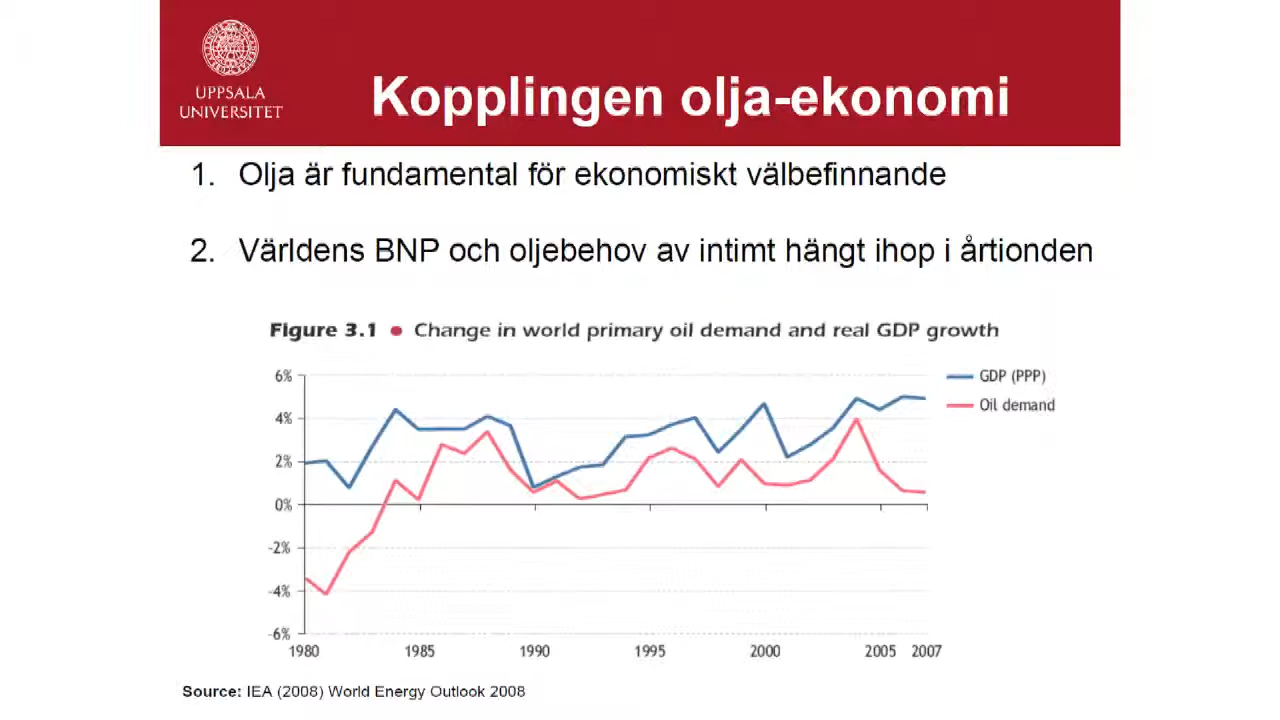 UPPSALA
UNIVERSITET
Kopplingen olja-ekonomi
1. Olja är fundamental för ekonomiskt välbefinnande
2. Världens BNP och oljebehov av intimt hängt ihop i årtionden
Figure 3.1 • Change in world primary oil demand and real GDP growth
6%
4%
2%
0%
-2%
-4%
-6%
GDP (PPP)
Oil demand
1980 1985 1990 1995 2000 2005 2007
Source: IEA (2008) World Energy Outlook 2008